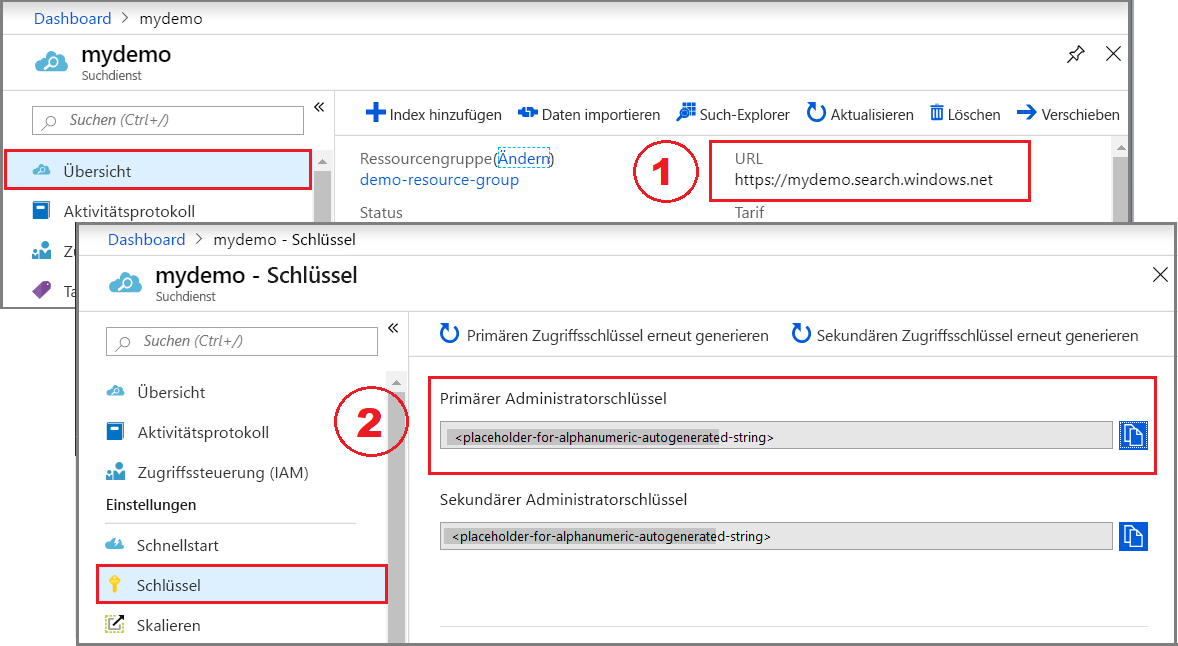 Dashboard > mydemo
mydemo
Suchdienst
Suchen (Ctrl+/)
«
Index hinzufügen Daten importieren Such-Explorer Aktualisieren Löschen Verschieben
Übersicht
Aktivitätsprotokoll
Ressourcengruppe(Ändern)
demo-resource-group
Status
1
URL
https://mydemo.search.windows.net
Tarif
Dashboard > mydemo - Schlüssel
mydemo - Schlüssel
Suchdienst
Suchen (Ctrl+/)
«
Primären Zugriffsschlüssel erneut generieren Sekundären Zugriffsschlüssel erneut generieren
Übersicht
Aktivitätsprotokoll
Zugriffssteuerung (IAM)
Einstellungen
Schnellstart
Schlüssel
Skalieren
2
Primärer Administratorschlüssel
<placeholder-for-alphanumeric-autogenerated-string>
Sekundärer Administratorschlüssel
<placeholder-for-alphanumeric-autogenerated-string>